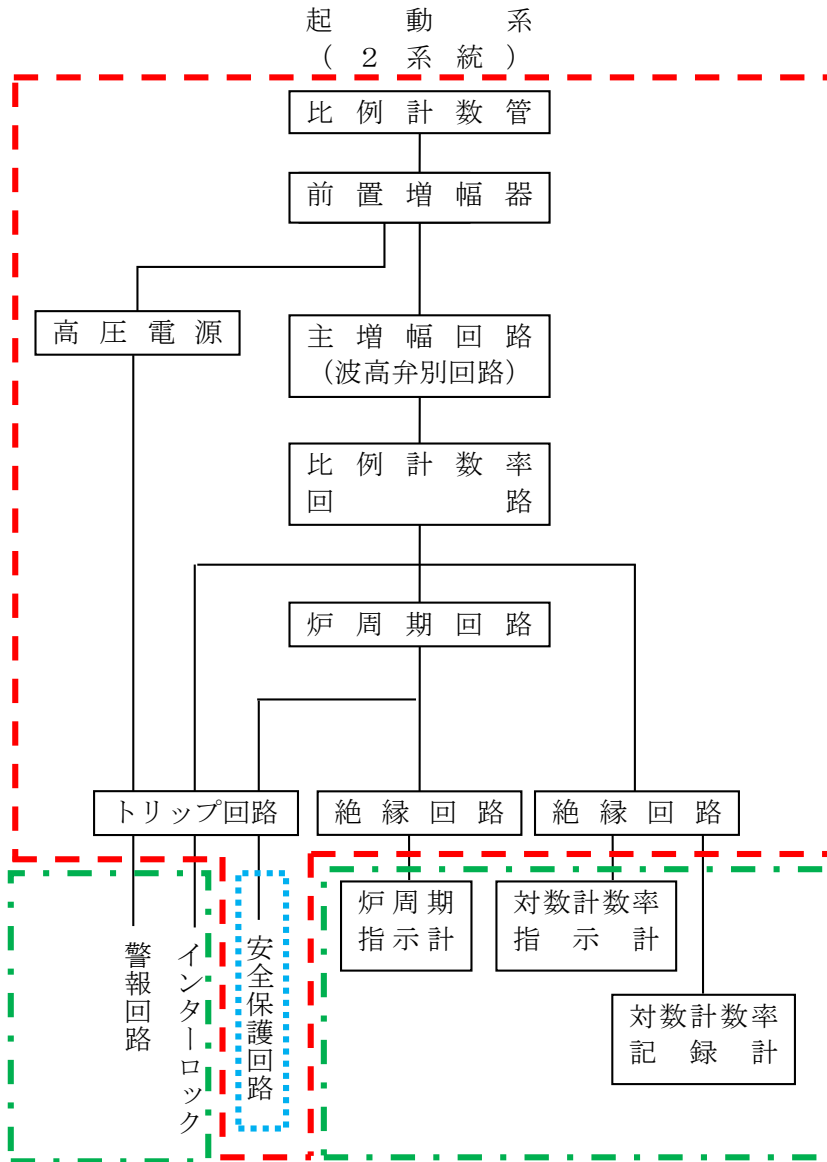 起動系
(2系統)
比例計数管
前置増幅器
高圧電源
主増幅回路
(波高弁別回路)
比例計数率
回路
炉周期回路
トリップ回路
絶縁回路
絶縁回路
炉周期
指示計
対数計数率
指示計
対数計数率
記録計
警報回路
インターロック
安全保護回路